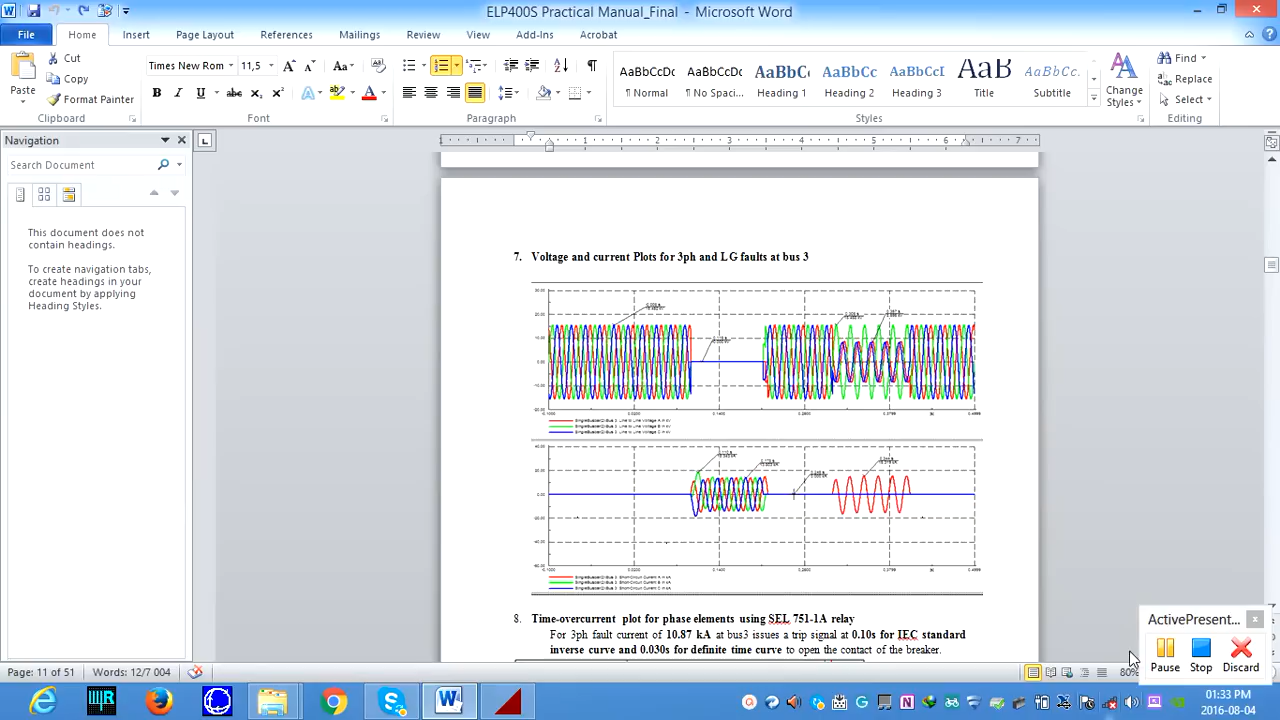 ELP400S Practical Manual_Final - Microsoft Word
File Home Insert Page Layout References Mailings Review View Add-Ins Acrobat
Paste
Cut
Copy
Format Painter
Clipboard
Times New Rom 11,5
Font
Paragraph
AaBbCcDc AaBbCcDc AaBbCc AaBbCc AaBbCcI AaB AaBbCcDc.
¶ Normal ¶ No Spaci... Heading 1 Heading 2 Heading 3 Title Subtitle
Styles
Change Styles
Find
Replace
Select
Editing
Navigation
Search Document
This document does not contain headings.
To create navigation tabs, create headings in your document by applying Heading Styles.
7. Voltage and current Plots for 3ph and LG faults at bus 3
8. Time-overcurrent plot for phase elements using SEL 751-1A relay
For 3ph fault current of 10.87 kA at bus3 issues a trip signal at 0.10s for IEC standard
inverse curve and 0.030s for definite time curve to open the contact of the breaker.
ActivePresent... x
Pause Stop Discard
Page: 11 of 51 Words: 12/7 004 80%
01:33 PM
2016-08-04